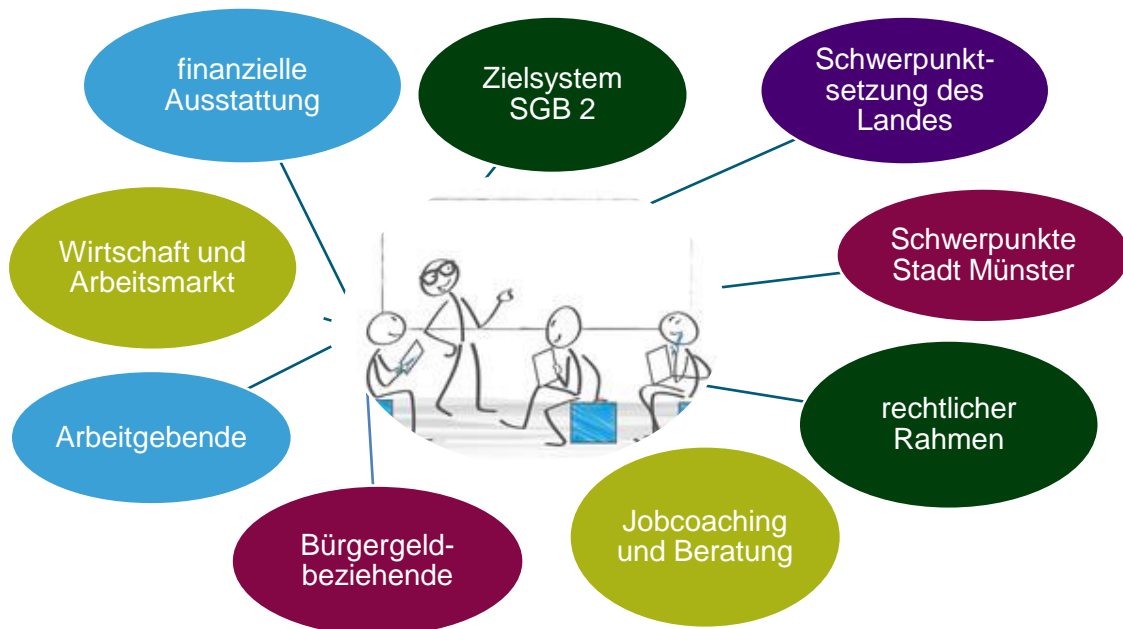 finanzielle
Ausstattung
Zielsystem
SGB 2
Schwerpunkt-
setzung des
Landes
Wirtschaft und
Arbeitsmarkt
Schwerpunkte
Stadt Münster
Arbeitgebende
rechtlicher
Rahmen
Bürgergeld-
beziehende
Jobcoaching
und Beratung